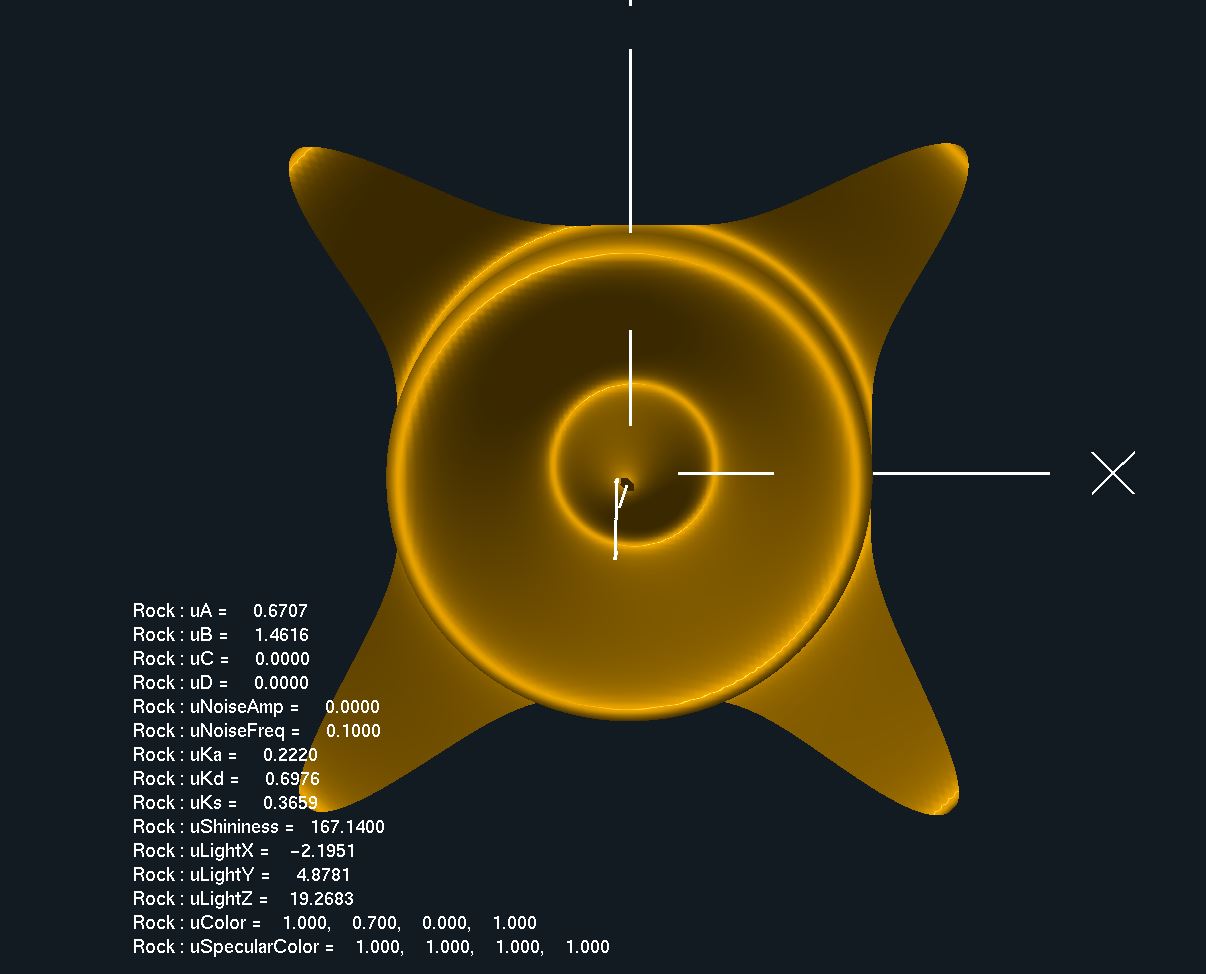 X
Rock : uA = 0.6707
Rock : uB = 1.4616
Rock : uC = 0.0000
Rock : uD = 0.0000
Rock : uNoiseAmp = 0.0000
Rock : uNoiseFreq = 0.1000
Rock : uKa = 0.2220
Rock : uKd = 0.6976
Rock : uKs = 0.3659
Rock : uShininess = 167.1400
Rock : uLightX = −2.1951
Rock : uLightY = 4.8781
Rock : uLightZ = 19.2683
Rock : uColor = 1.000, 0.700, 0.000, 1.000
Rock : uSpecularColor = 1.000, 1.000, 1.000, 1.000